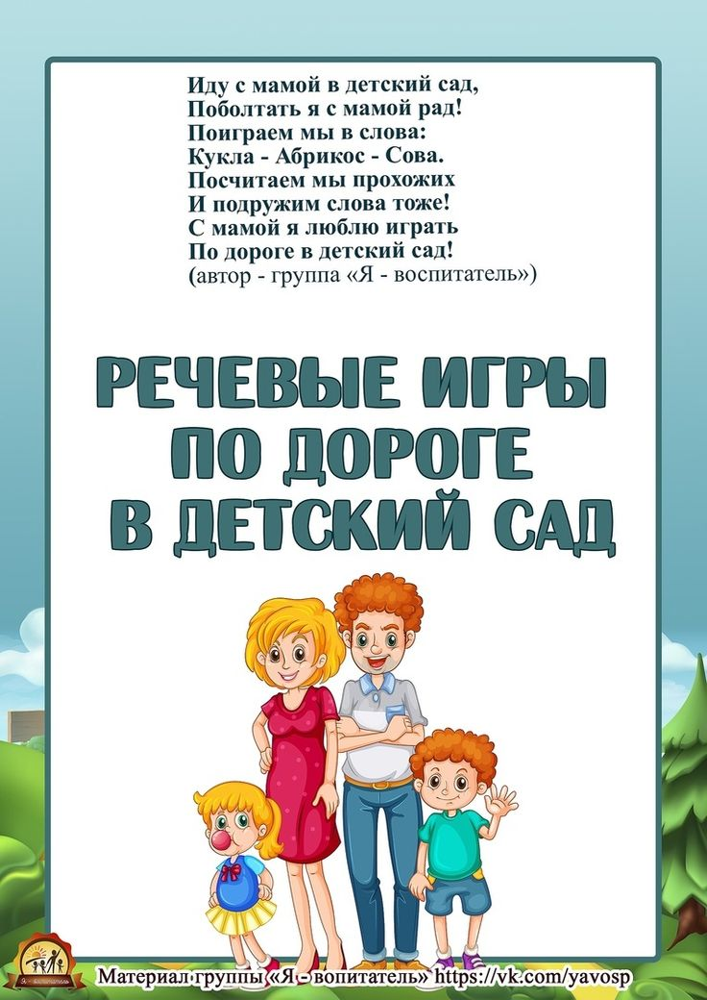 Иду с мамой в детский сад,
Поболтать я с мамой рад!
Поиграем мы в слова:
Кукла - Абрикос - Сова.
Посчитаем мы прохожих
И подружим слова тоже!
С мамой я люблю играть
По дороге в детский сад!
(автор - группа «Я - воспитатель»)
РЕЧЕВЫЕ ИГРЫ
ПО ДОРОГЕ
В ДЕТСКИЙ САД
Я - воспитатель
Материал группы «Я - вопитатель» https://vk.com/yavosp